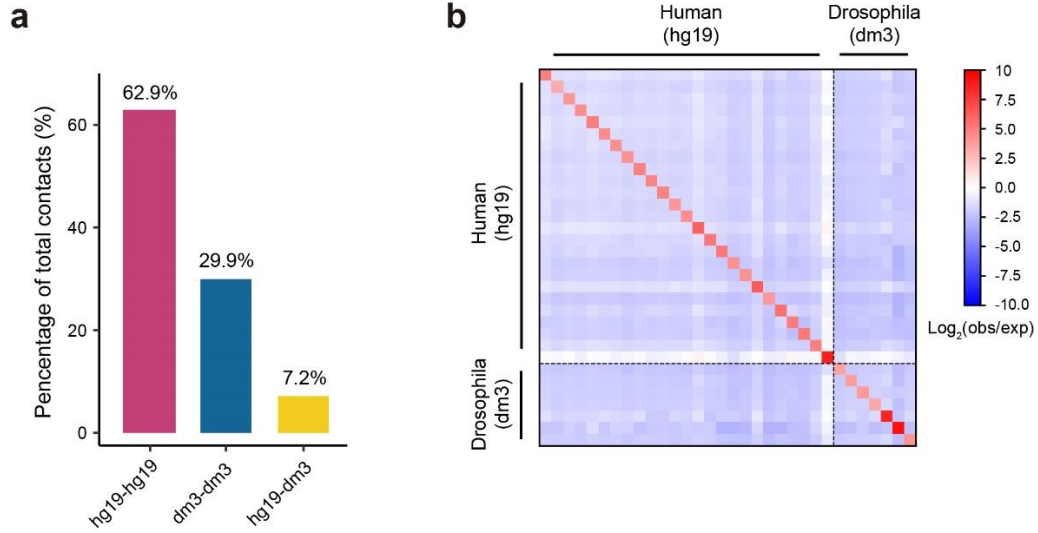 a
Pencentage of total contacts (%)
60
40
20
0
62.9%
29.9%
7.2%
hg19-hg19
dm3-dm3
hg19-dm3
b
Human
(hg19)
Drosophila
(dm3)
Human
(hg19)
Drosophila
(dm3)
10
7.5
5.0
2.5
0.0
-2.5
-5.0
-7.5
-10.0
Log2(obs/exp)